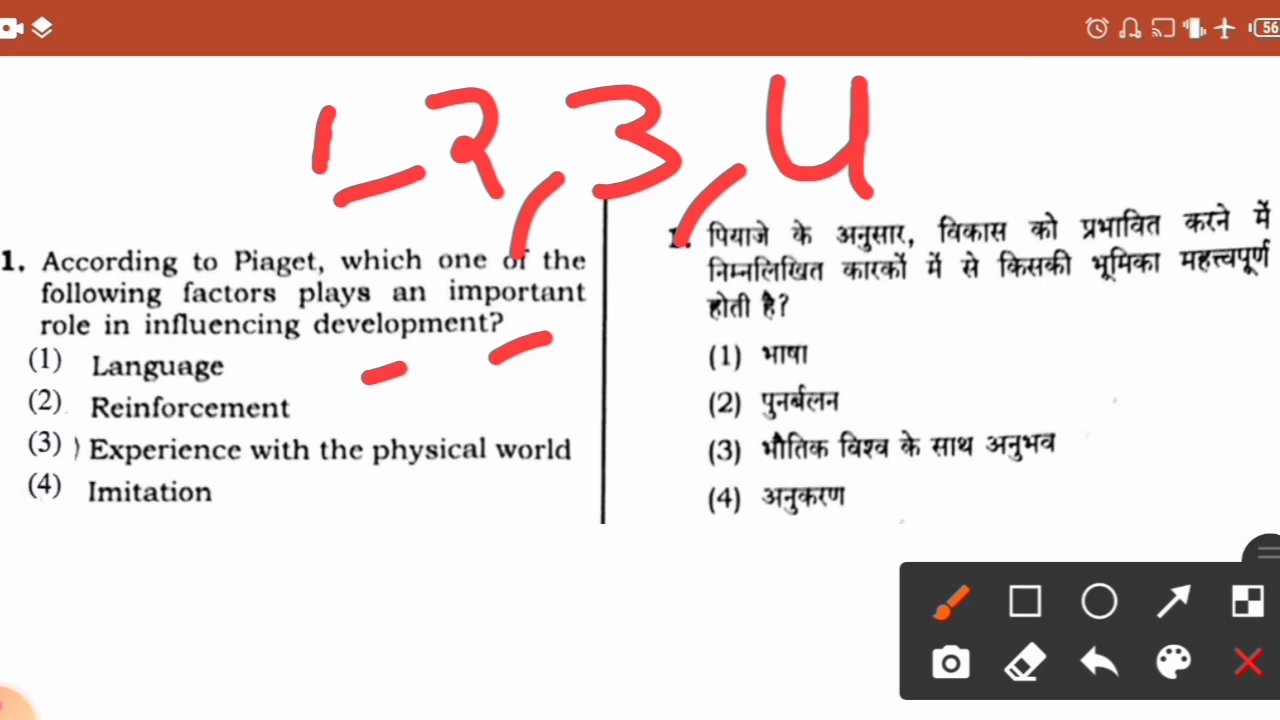 56
1-2,3,4
1. According to Piaget, which one of the
following factors plays an important
role in influencing development?
(1) Language
(2) Reinforcement
(3) ) Experience with the physical world
(4) Imitation
1. पियाजे के अनुसार, विकास को प्रभावित करने में
निम्नलिखित कारकों में से किसकी भूमिका महत्त्वपूर्ण
होती है?
(1) भाषा
(2) पुनर्बलन
(3) भौतिक विश्व के साथ अनुभव
(4) अनुकरण